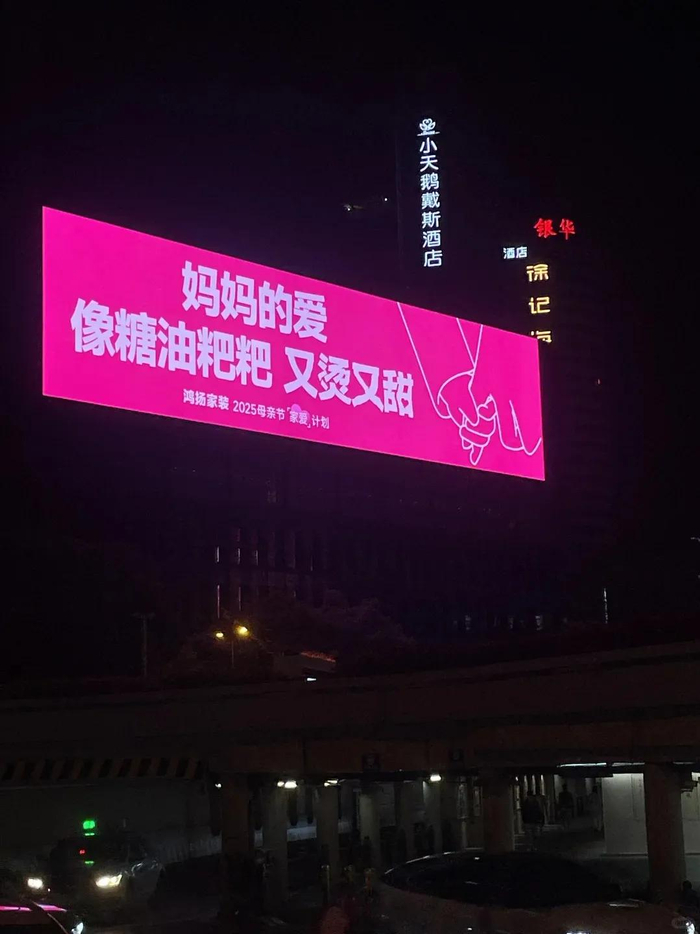 小天鹅戴斯酒店
银华
酒店
徐记海
妈妈的爱
像糖油粑粑 又烫又甜
鸿扬家装 2025母亲节「家爱」计划